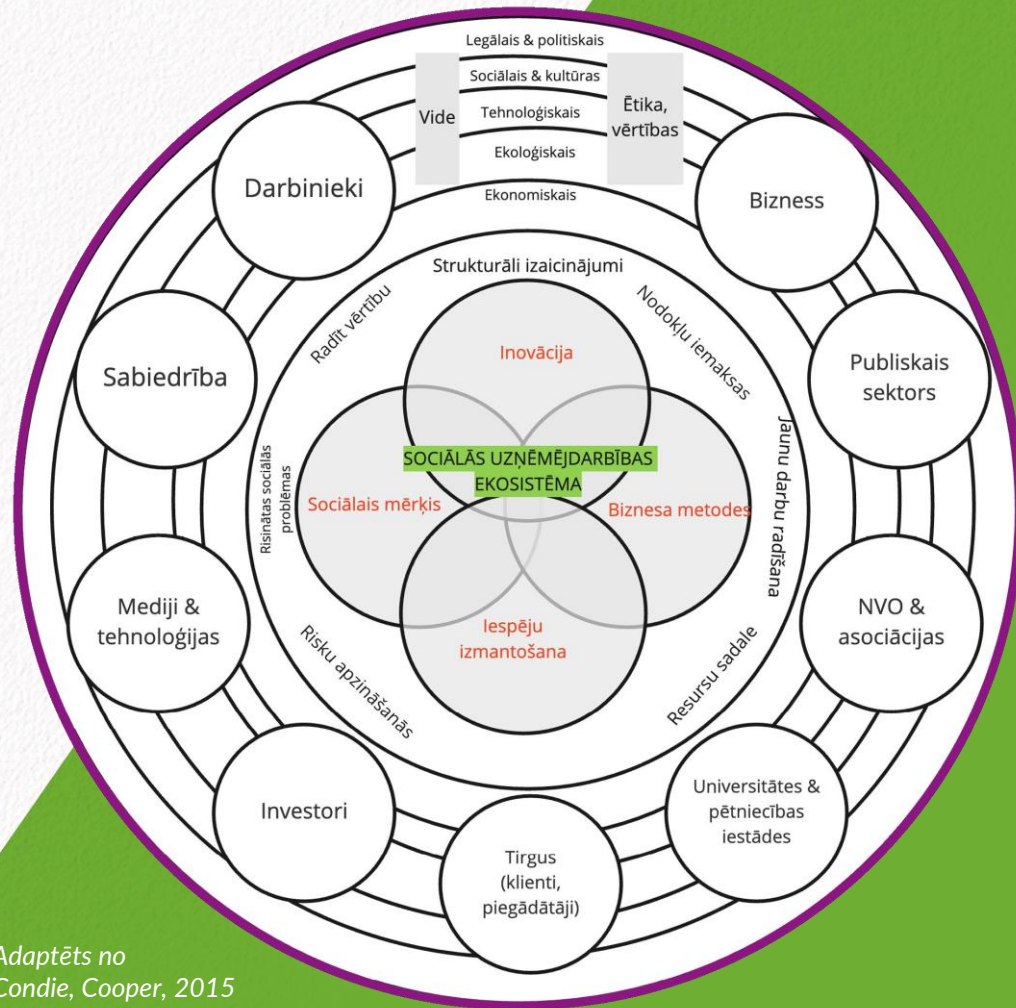 Legālais & politiskais
Sociālais & kultūras
Vide
Tehnoloģiskais
Ētika,
vērtības
Ekoloģiskais
Ekonomiskais
Darbinieki
Bizness
Strukturāli izaicinājumi
Radīt vērtību
Nodokļu iemaksas
Sabiedrība
Publiskais
sektors
Inovācija
SOCIĀLĀS UZŅĒMĒJDARBĪBAS
EKOSISTĒMA
Sociālais mērķis
Biznesa metodes
Risinātas sociālās
problēmas
Jaunu darbu radīšana
Mediji &
tehnoloģijas
Iespēju
izmantošana
NVO &
asociācijas
Risku apzināšanās
Resursu sadale
Investori
Universitātes &
pētniecības
iestādes
Tirgus
(klienti,
piegādātāji)
Adaptēts no
Condie, Cooper, 2015